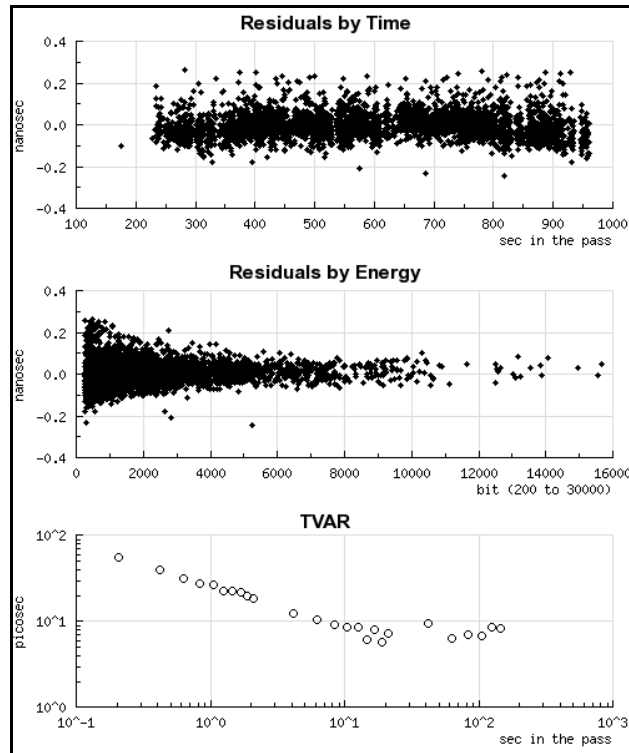 Residuals by Time
0.4
0.2
0.0
-0.2
-0.4
nanosec
100 200 300 400 500 600 700 800 900 1000
sec in the pass
Residuals by Energy
0.4
0.2
0.0
-0.2
-0.4
nanosec
0 2000 4000 6000 8000 10000 12000 14000 16000
bit (200 to 30000)
TVAR
10^2
10^1
10^0
picosec
10^-1 10^0 10^1 10^2 10^3
sec in the pass